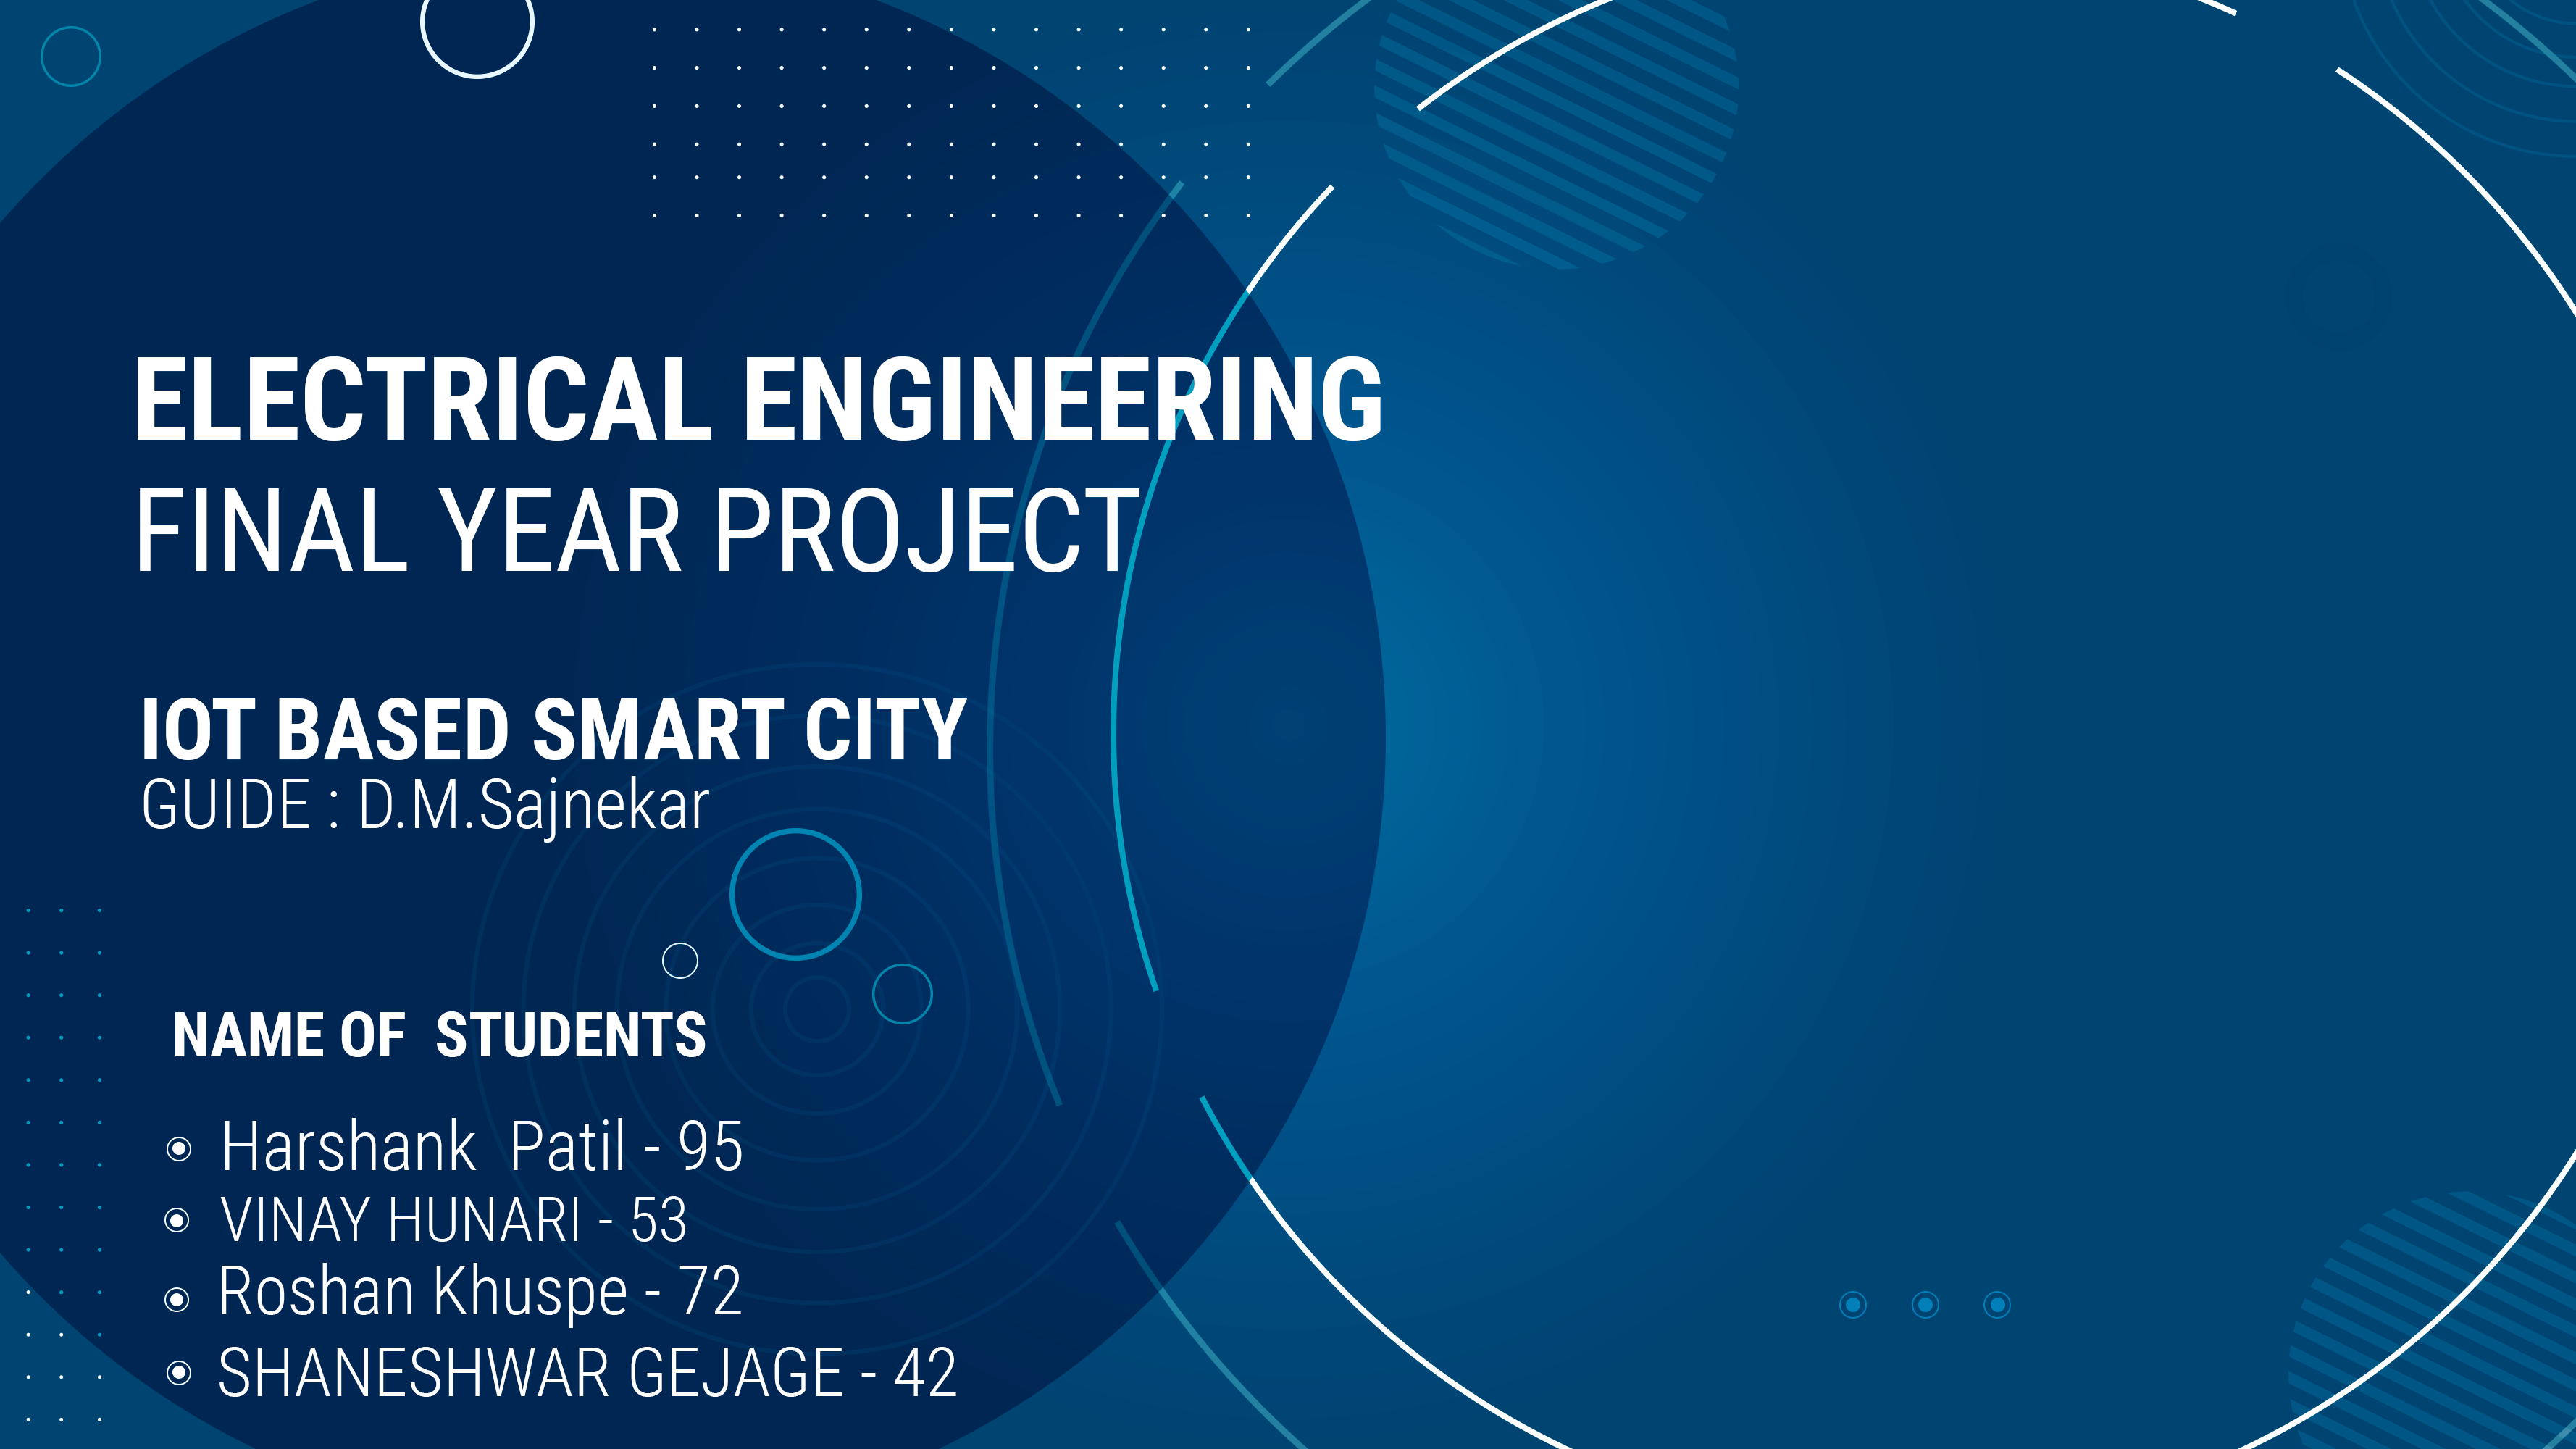 ELECTRICAL ENGINEERING
FINAL YEAR PROJECT
IOT BASED SMART CITY
GUIDE : D.M.Sajnekar
NAME OF STUDENTS
Harshank Patil - 95
VINAY HUNARI - 53
Roshan Khuspe - 72
SHANESHWAR GEJAGE - 42